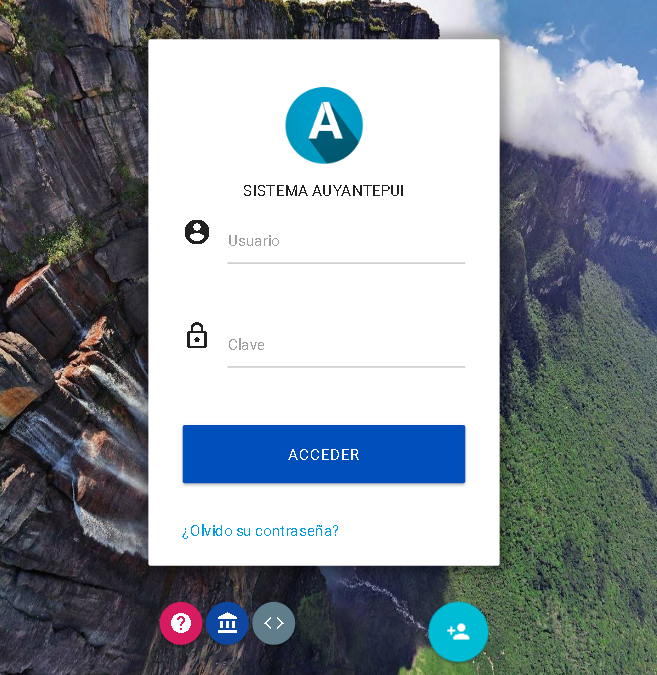 A
SISTEMA AUYANTEPUI
Usuario
Clave
ACCEDER
¿Olvido su contraseña?
?
<>